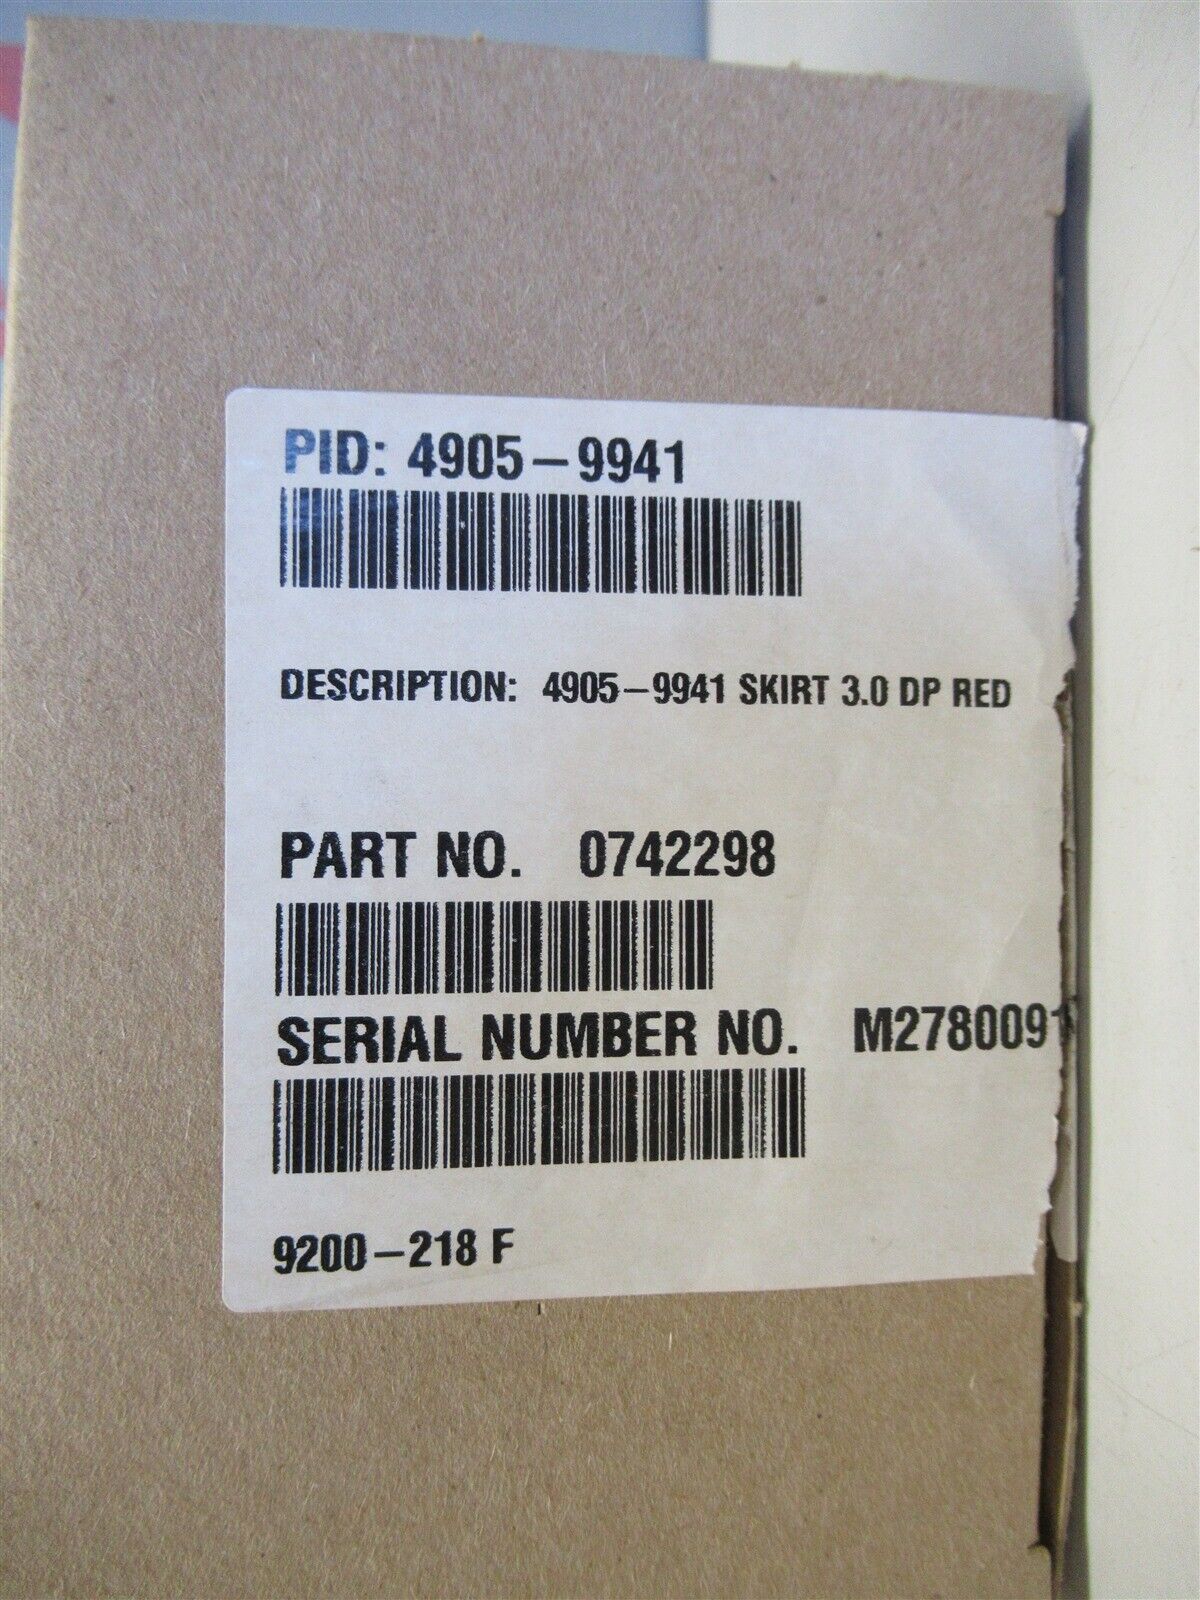 PID: 4905-9941
DESCRIPTION: 4905-9941 SKIRT 3.0 DP RED
PART NO. 0742298
SERIAL NUMBER NO. M2780091
9200-218 F